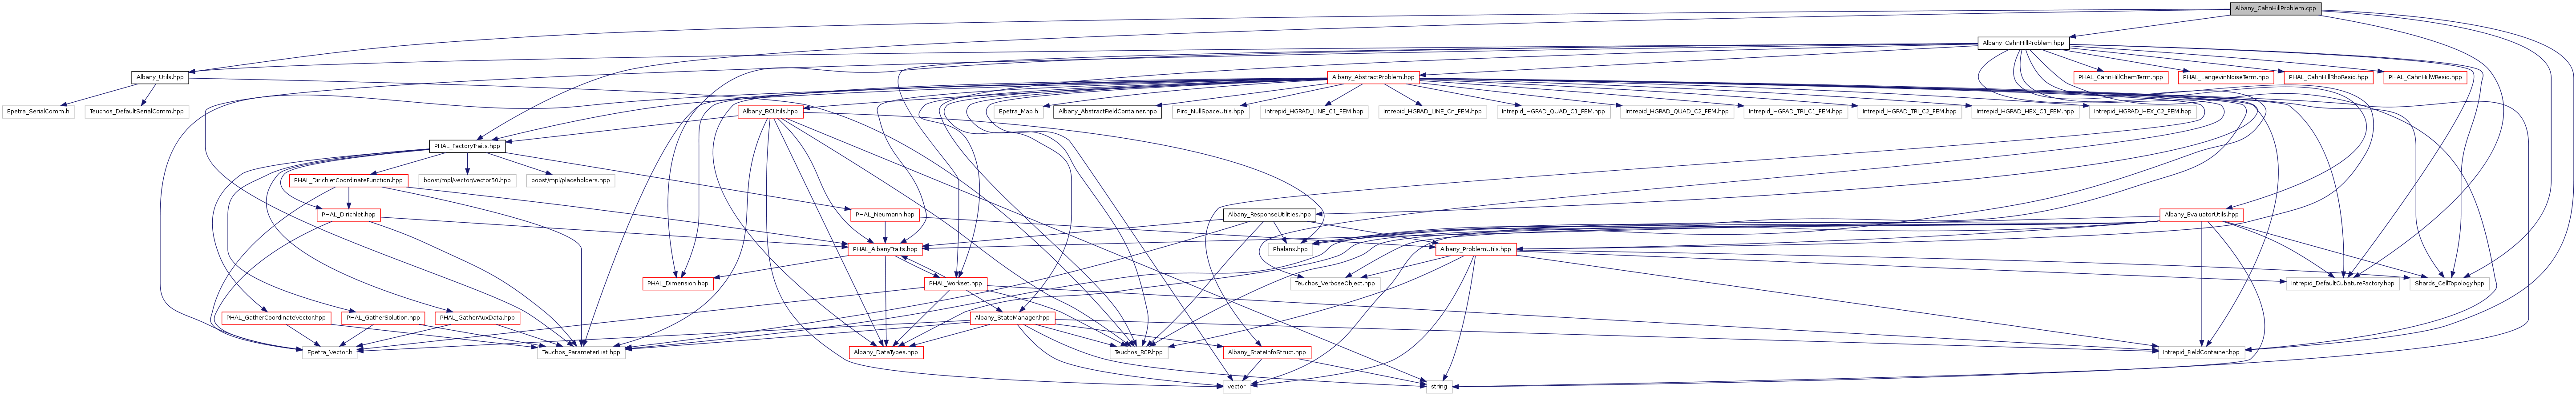 Albany_CahnHillProblem.cpp
Albany_CahnHillProblem.hpp
Albany_Utils.hpp
Albany_AbstractProblem.hpp
PHAL_CahnHillChemTerm.hpp
PHAL_LangevinNoiseTerm.hpp
PHAL_CahnHillRhoResid.hpp
PHAL_CahnHillWResid.hpp
Epetra_SerialComm.h
Teuchos_DefaultSerialComm.hpp
Albany_BCUtils.hpp
Epetra_Map.h
Albany_AbstractFieldContainer.hpp
Piro_NullSpaceUtils.hpp
Intrepid_HGRAD_LINE_C1_FEM.hpp
Intrepid_HGRAD_LINE_Cn_FEM.hpp
Intrepid_HGRAD_QUAD_C1_FEM.hpp
Intrepid_HGRAD_QUAD_C2_FEM.hpp
Intrepid_HGRAD_TRI_C1_FEM.hpp
Intrepid_HGRAD_TRI_C2_FEM.hpp
Intrepid_HGRAD_HEX_C1_FEM.hpp
Intrepid_HGRAD_HEX_C2_FEM.hpp
PHAL_FactoryTraits.hpp
PHAL_DirichletCoordinateFunction.hpp
boost/mpl/vector/vector50.hpp
boost/mpl/placeholders.hpp
PHAL_Dirichlet.hpp
PHAL_Neumann.hpp
Albany_ResponseUtilities.hpp
Albany_EvaluatorUtils.hpp
PHAL_AlbanyTraits.hpp
Phalanx.hpp
Albany_ProblemUtils.hpp
PHAL_Dimension.hpp
PHAL_Workset.hpp
Teuchos_VerboseObject.hpp
Intrepid_DefaultCubatureFactory.hpp
Shards_CellTopology.hpp
PHAL_GatherCoordinateVector.hpp
PHAL_GatherSolution.hpp
PHAL_GatherAuxData.hpp
Albany_StateManager.hpp
Epetra_Vector.h
Teuchos_ParameterList.hpp
Albany_DataTypes.hpp
Teuchos_RCP.hpp
Albany_StateInfoStruct.hpp
Intrepid_FieldContainer.hpp
vector
string